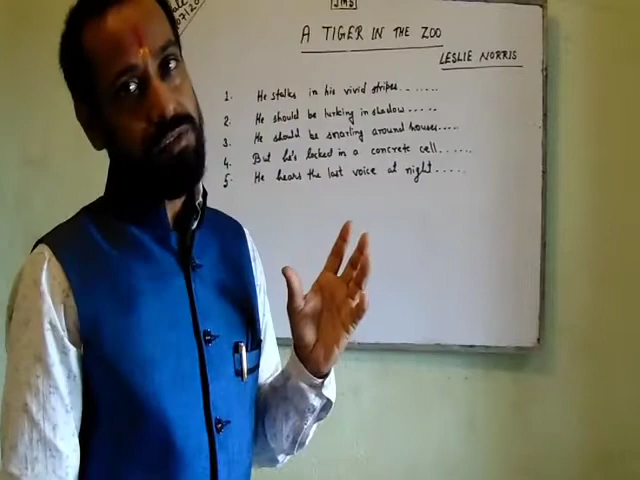 JMS
07/20
A TIGER IN THE ZOO
LESLIE NORRIS
1. He stalks in his vivid stripes.......
2. He should be lurking in shadow.....
3. He should be snarling around houses.....
4. But he's locked in a concrete cell.......
5. He hears the last voice at night.....